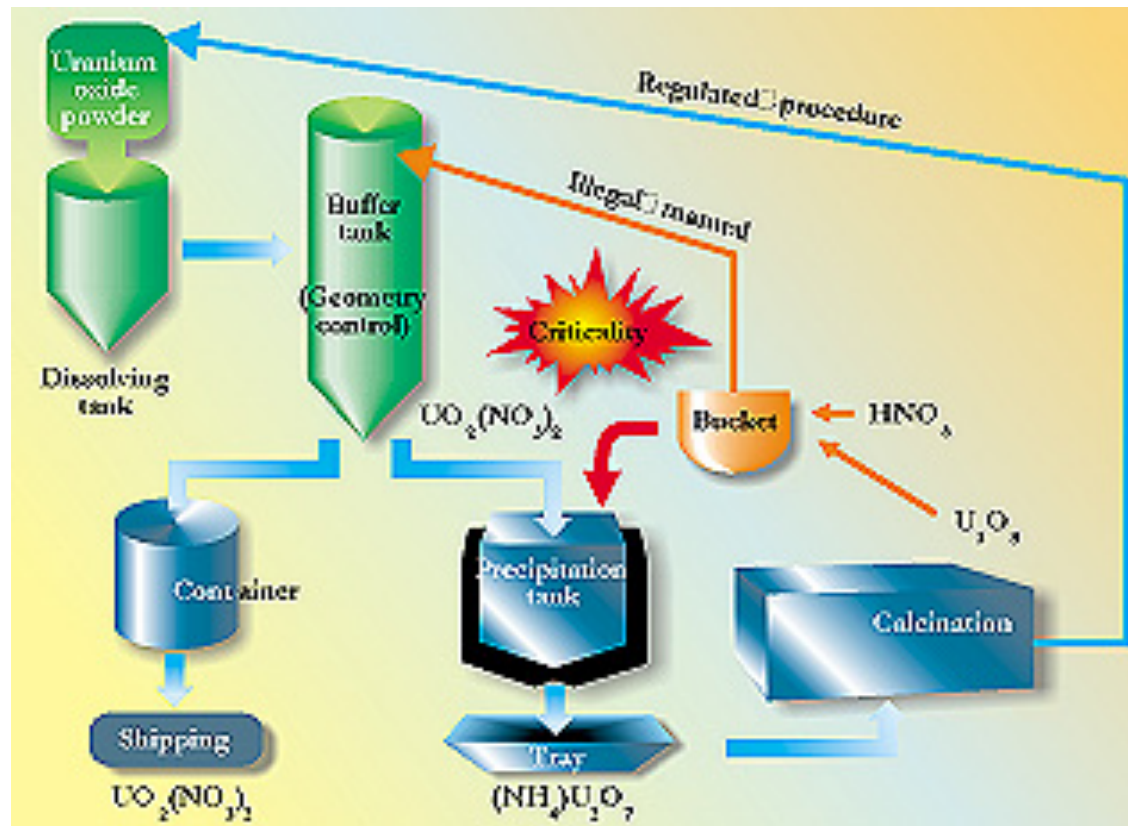 Uranium
oxide
powder
Regulated□ procedure
Buffer
tank
Illegal□ manual
(Geometry
control)
Criticality
Dissolving
tank
UO₂(NO₃)₂
Bucket
HNO₃
U₃O₈
Container
Precipitation
tank
Calcination
Shipping
Tray
UO₂(NO₃)₂
(NH₄)U₂O₇